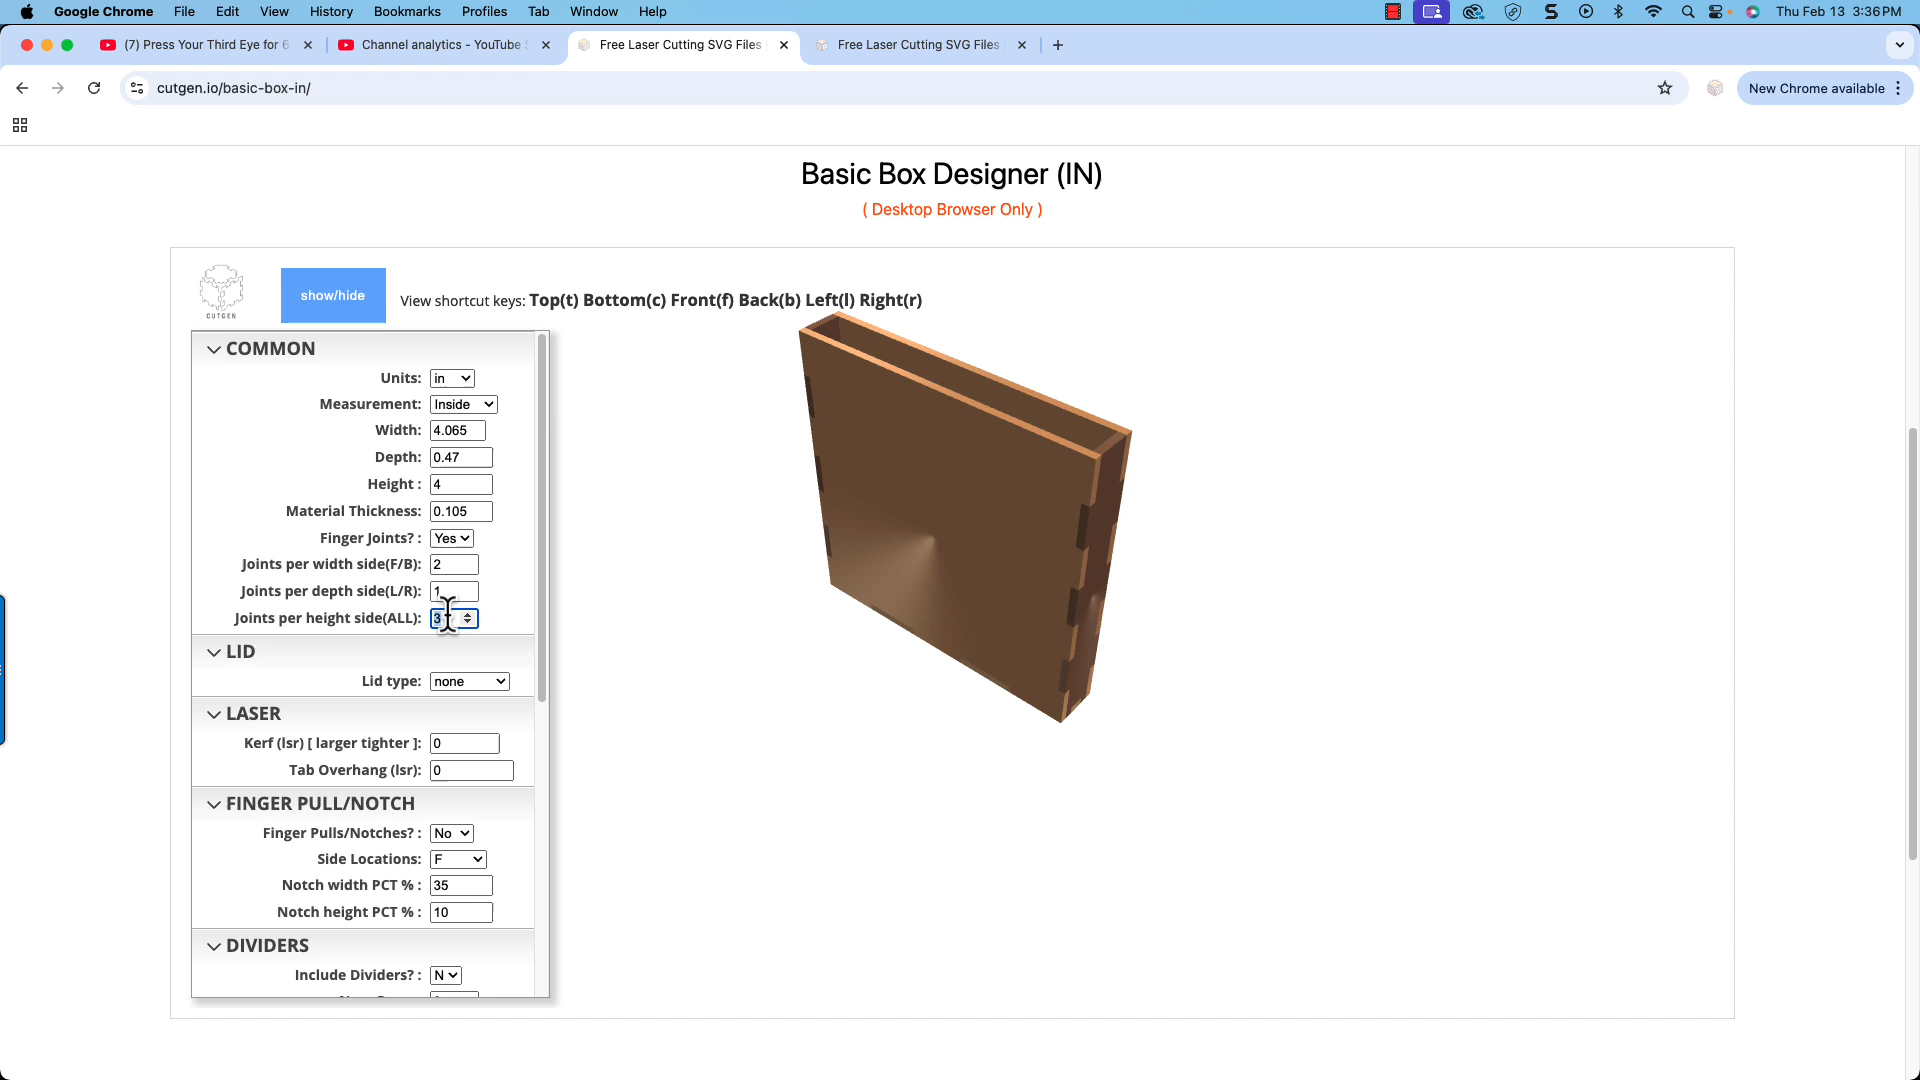 Google Chrome File Edit View History Bookmarks Profiles Tab Window Help Thu Feb 13 3:36 PM
(7) Press Your Third Eye for 6 Channel analytics - YouTube S Free Laser Cutting SVG Files Free Laser Cutting SVG Files
cutgen.io/basic-box-in/ New Chrome available
Basic Box Designer (IN)
( Desktop Browser Only )
CUTGEN
show/hide
View shortcut keys: Top(t) Bottom(c) Front(f) Back(b) Left(l) Right(r)
COMMON
Units: in
Measurement: Inside
Width: 4.065
Depth: 0.47
Height : 4
Material Thickness: 0.105
Finger Joints? : Yes
Joints per width side(F/B): 2
Joints per depth side(L/R): 1
Joints per height side(ALL): 3
LID
Lid type: none
LASER
Kerf (lsr) [ larger tighter ]: 0
Tab Overhang (lsr): 0
FINGER PULL/NOTCH
Finger Pulls/Notches? : No
Side Locations: F
Notch width PCT % : 35
Notch height PCT % : 10
DIVIDERS
Include Dividers? : N